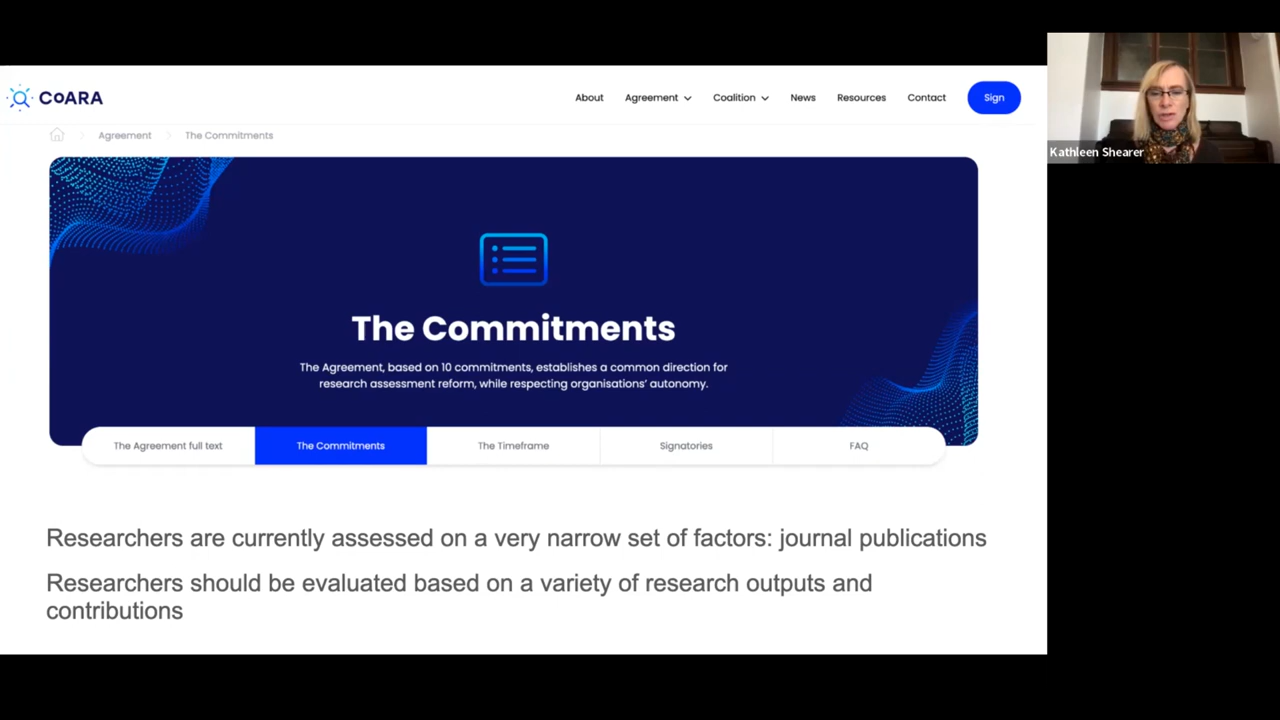 CoARA
About
Agreement
Coalition
News
Resources
Contact
Sign
Agreement
The Commitments
Kathleen Shearer
The Commitments
The Agreement, based on 10 commitments, establishes a common direction for
research assessment reform, while respecting organisations' autonomy.
The Agreement full text
The Commitments
The Timeframe
Signatories
FAQ
Researchers are currently assessed on a very narrow set of factors: journal publications
Researchers should be evaluated based on a variety of research outputs and
contributions